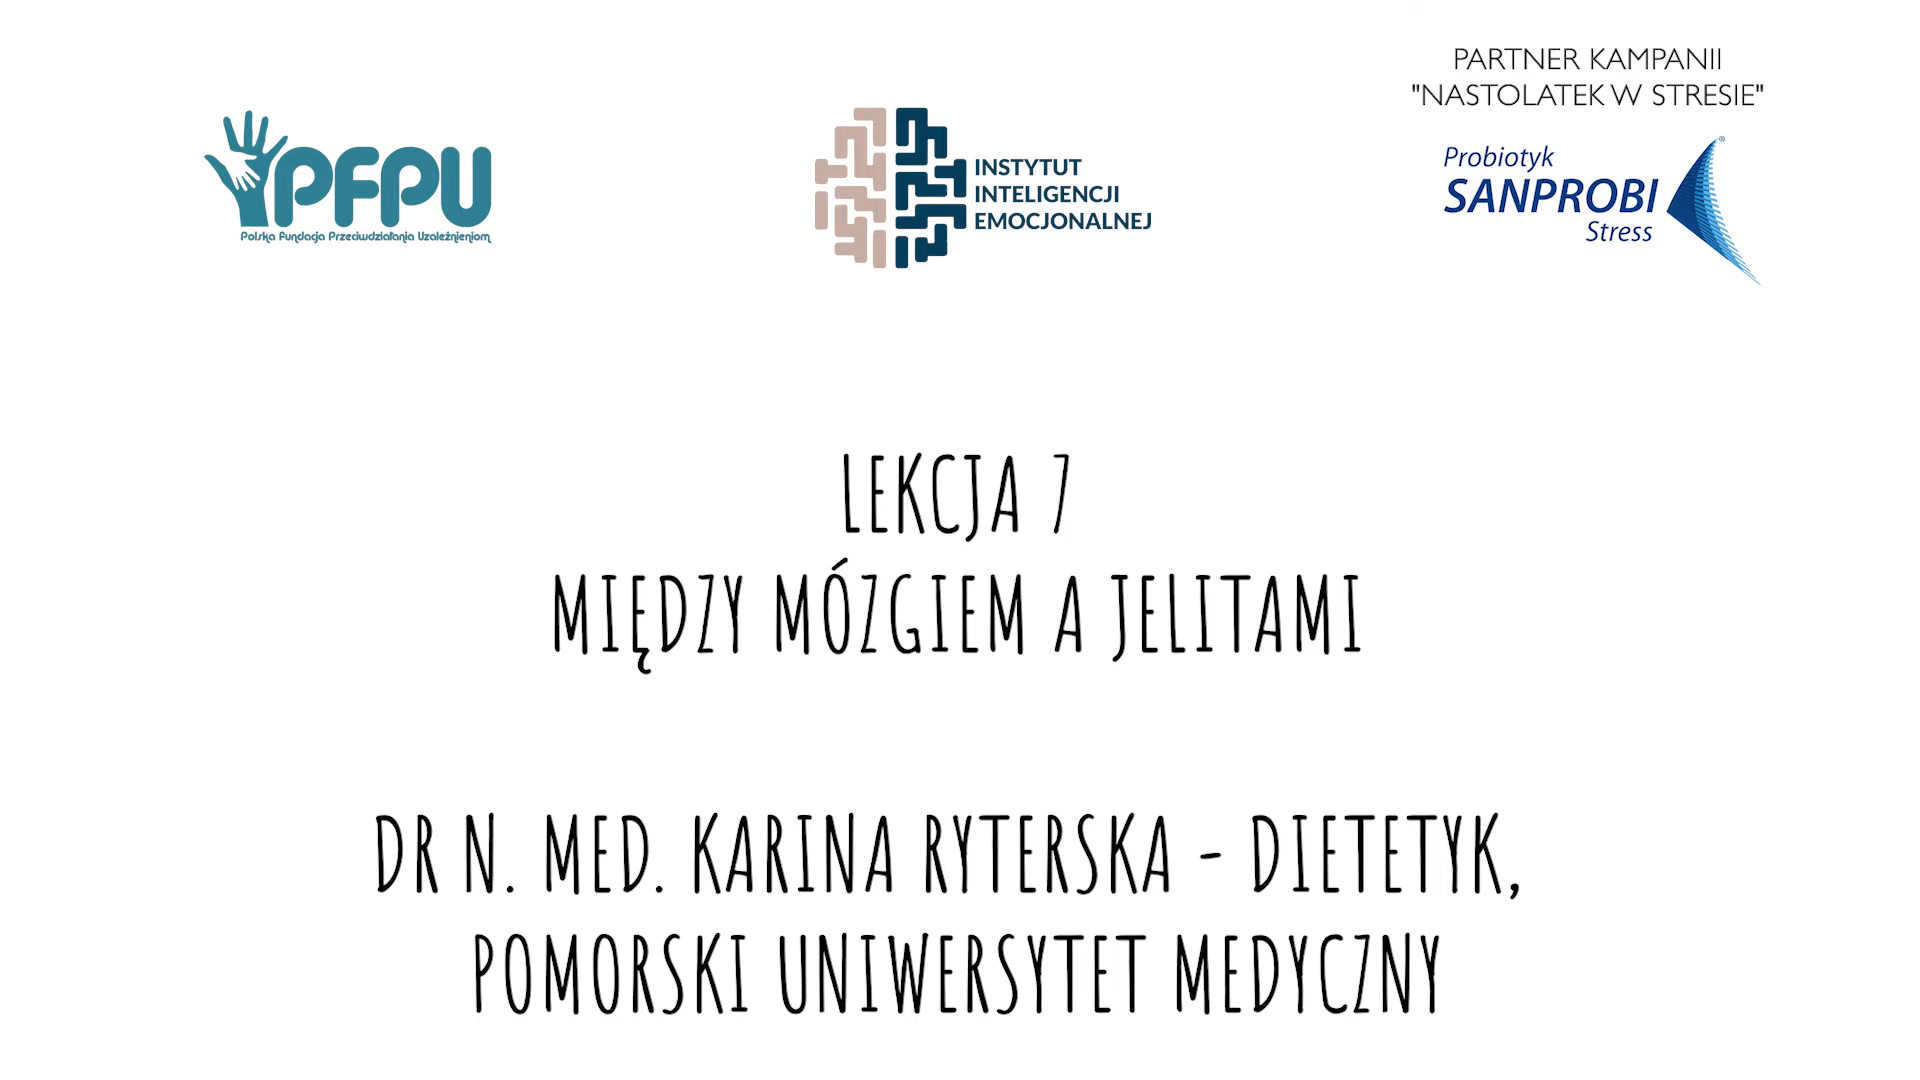 PARTNER KAMPANII
"NASTOLATEK W STRESIE"
PFPU
Polska Fundacja Przeciwdziałania Uzależnieniom
INSTYTUT
INTELIGENCJI
EMOCJONALNEJ
Probiotyk
SANPROBI®
Stress
LEKCJA 7
MIĘDZY MÓZGIEM A JELITAMI
DR N. MED. KARINA RYTERSKA - DIETETYK,
POMORSKI UNIWERSYTET MEDYCZNY